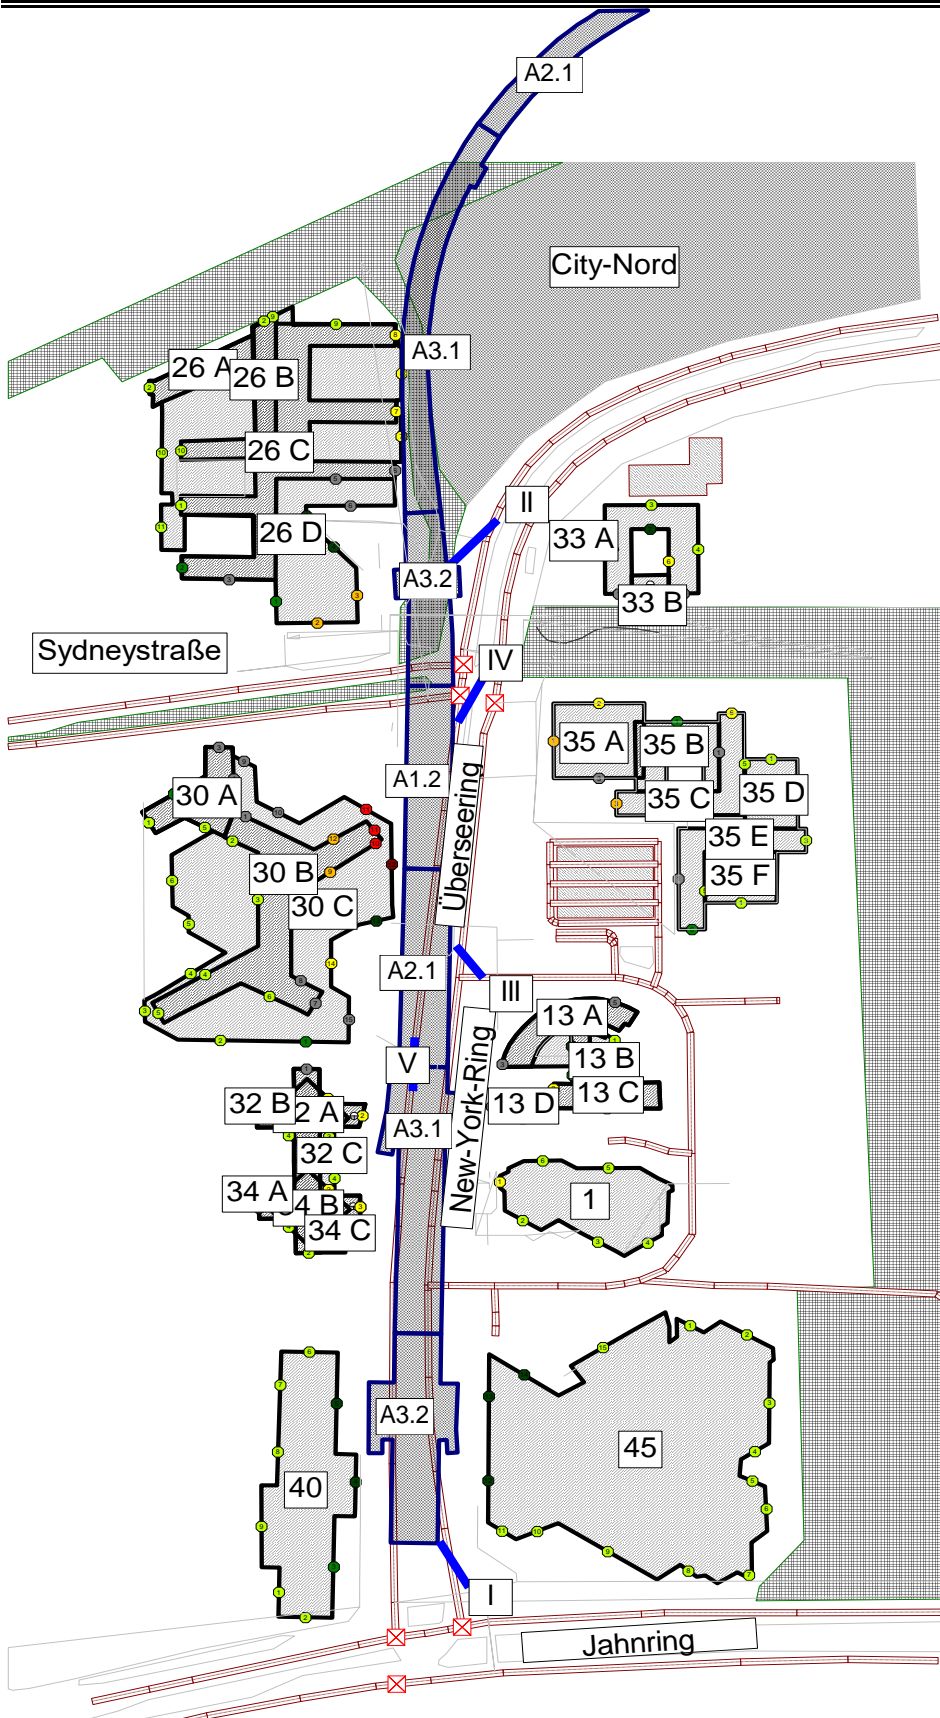 A2.1
City-Nord
A3.1
26 A
26 B
26 C
26 D
II
33 A
33 B
A3.2
Sydneystraße
IV
35 A
35 B
35 C
35 D
35 E
35 F
A1.2
Überseering
30 A
30 B
30 C
A2.1
III
13 A
13 B
13 C
13 D
V
New-York-Ring
A3.1
32 B
2 A
32 C
34 A
34 B
34 C
1
A3.2
45
40
I
Jahnring